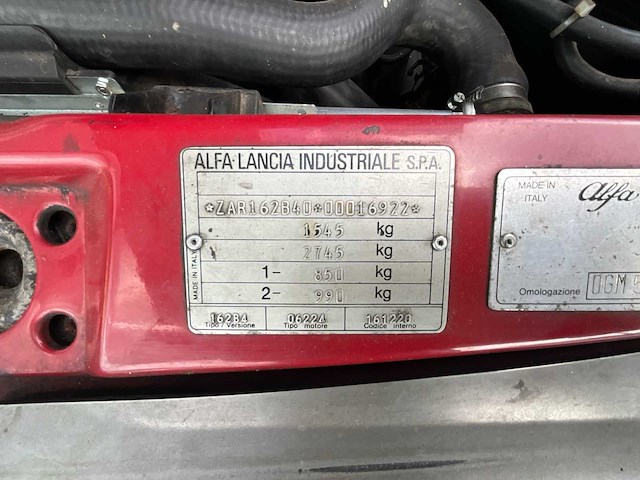 ALFA-LANCIA INDUSTRIALE S.P.A.
*ZAR162B40*00016922*
1545 kg
2745 kg
1- 850 kg
2- 990 kg
MADE IN ITALY
162B4 06224 161220
Tipo/Versione Tipo motore Codice interno
MADE IN
ITALY
alfa
Omologazione OGM 5